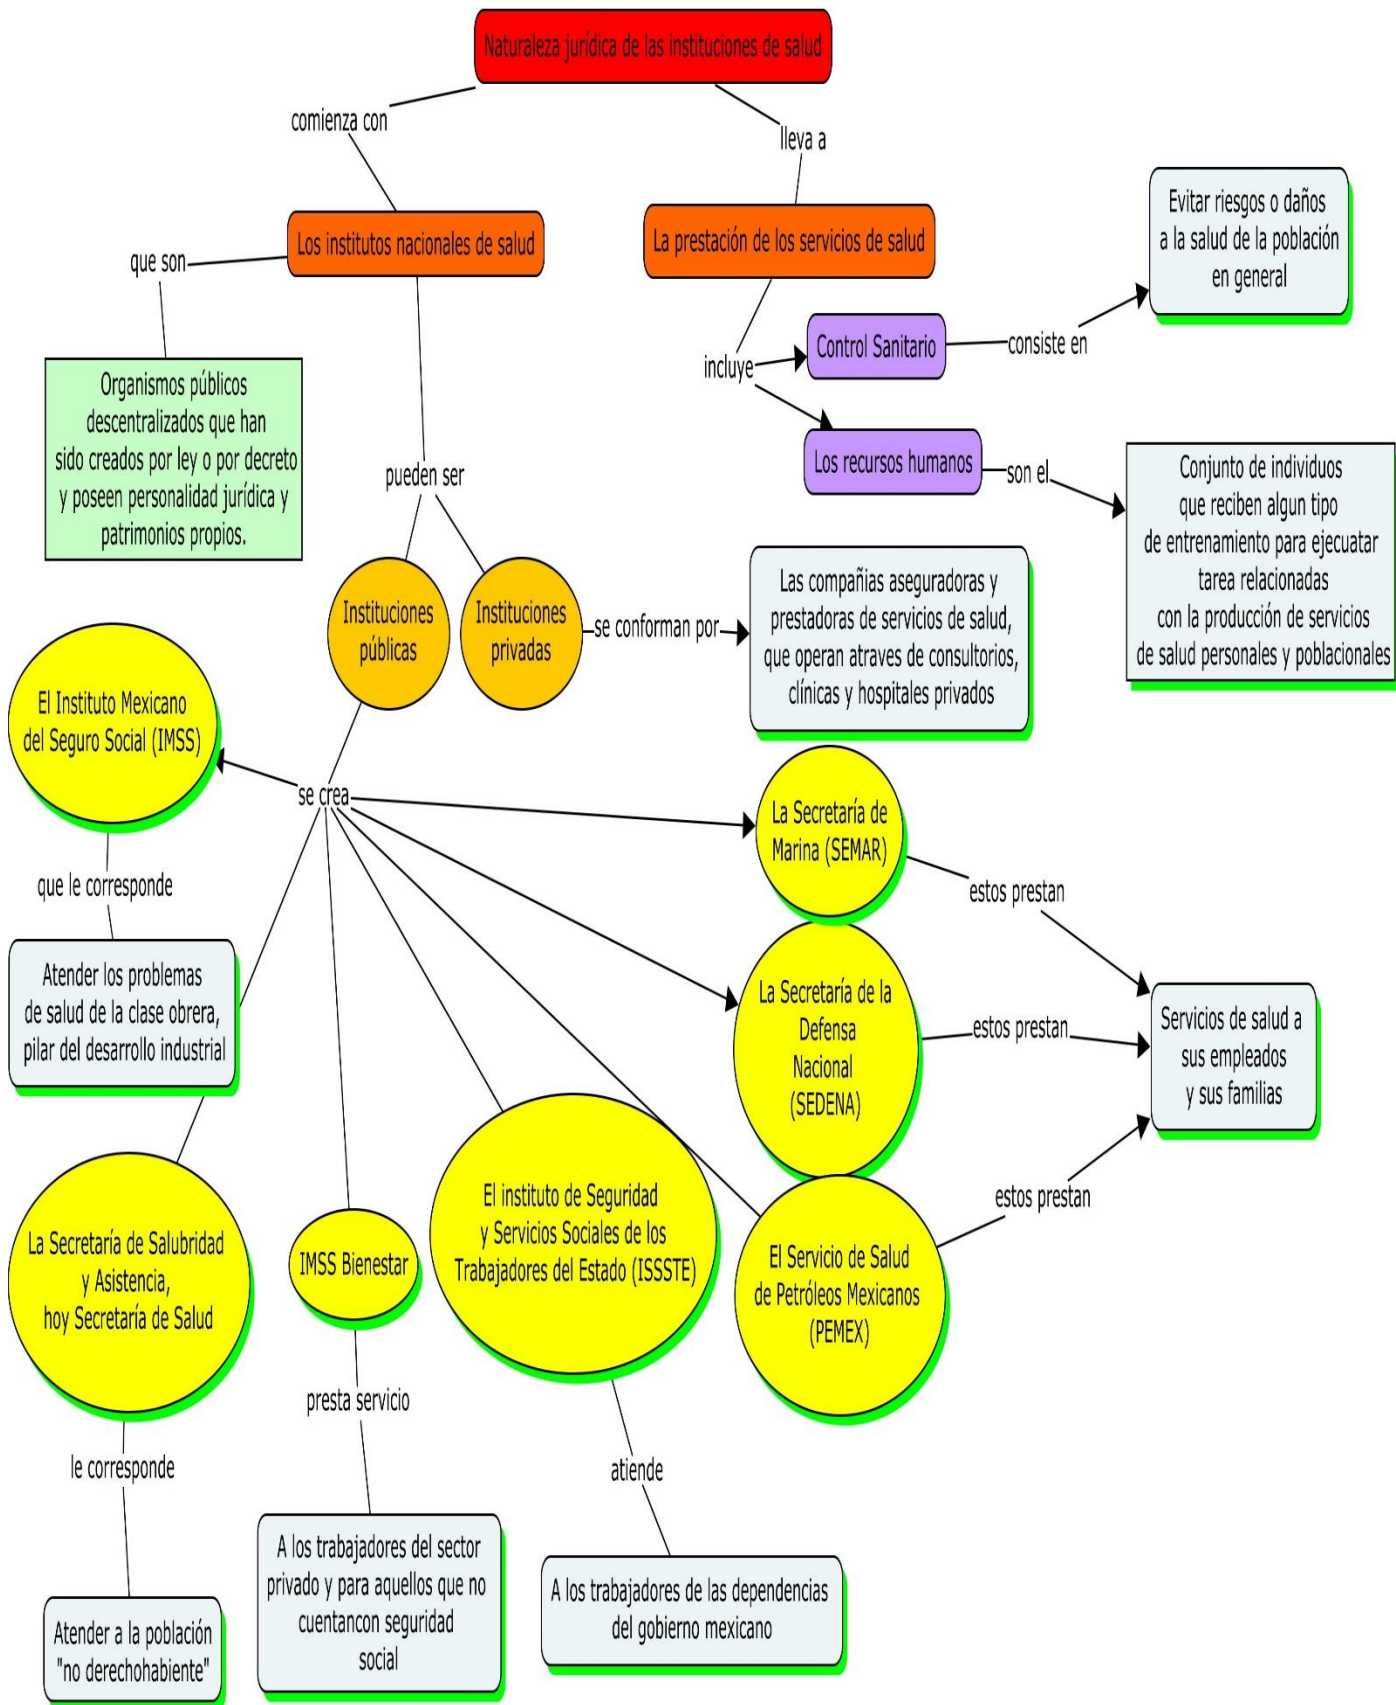 Naturaleza jurídica de las instituciones de salud
comienza con
lleva a
Los institutos nacionales de salud
La prestación de los servicios de salud
que son
Organismos públicos
descentralizados que han
sido creados por ley o por decreto
y poseen personalidad jurídica y
patrimonios propios.
pueden ser
incluye
Control Sanitario
consiste en
Evitar riesgos o daños
a la salud de la población
en general
Los recursos humanos
son el
Conjunto de individuos
que reciben algun tipo
de entrenamiento para ejecuatar
tarea relacionadas
con la producción de servicios
de salud personales y poblacionales
Instituciones
públicas
Instituciones
privadas
se conforman por
Las compañias aseguradoras y
prestadoras de servicios de salud,
que operan atraves de consultorios,
clínicas y hospitales privados
se crea
El Instituto Mexicano
del Seguro Social (IMSS)
que le corresponde
Atender los problemas
de salud de la clase obrera,
pilar del desarrollo industrial
La Secretaría de
Marina (SEMAR)
estos prestan
La Secretaría de la
Defensa
Nacional
(SEDENA)
estos prestan
Servicios de salud a
sus empleados
y sus familias
El Servicio de Salud
de Petróleos Mexicanos
(PEMEX)
estos prestan
La Secretaría de Salubridad
y Asistencia,
hoy Secretaría de Salud
le corresponde
Atender a la población
"no derechohabiente"
IMSS Bienestar
presta servicio
A los trabajadores del sector
privado y para aquellos que no
cuentancon seguridad
social
El instituto de Seguridad
y Servicios Sociales de los
Trabajadores del Estado (ISSSTE)
atiende
A los trabajadores de las dependencias
del gobierno mexicano